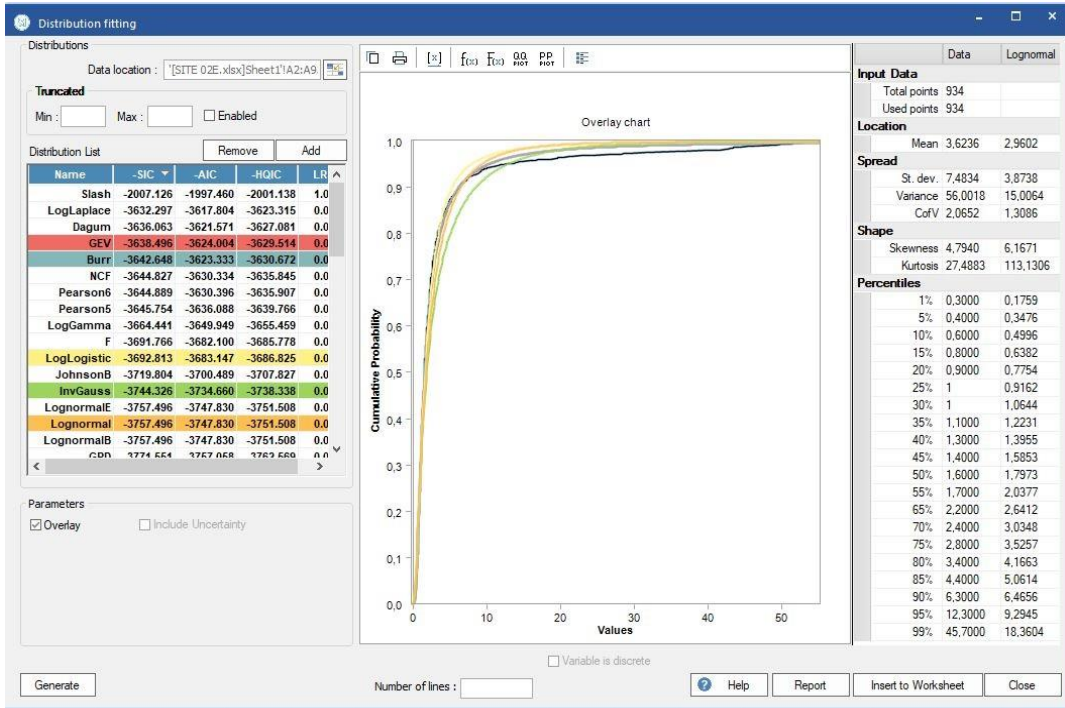 Distribution fitting
Distributions
Data location : '[SITE 02E.xlsx]Sheet1'!A2:A9
Truncated
Min : Max : Enabled
Distribution List Remove Add
Name -SIC -AIC -HQIC LR
Slash -2007.126 -1997.460 -2001.138 1.0
LogLaplace -3632.297 -3617.804 -3623.315 0.0
Dagum -3636.063 -3621.571 -3627.081 0.0
GEV -3638.496 -3624.004 -3629.514 0.0
Burr -3642.648 -3623.333 -3630.672 0.0
NCF -3644.827 -3630.334 -3635.845 0.0
Pearson6 -3644.889 -3630.396 -3635.907 0.0
Pearson5 -3645.754 -3636.088 -3639.766 0.0
LogGamma -3664.441 -3649.949 -3655.459 0.0
F -3691.766 -3682.100 -3685.778 0.0
LogLogistic -3692.813 -3683.147 -3686.825 0.0
JohnsonB -3719.804 -3700.489 -3707.827 0.0
InvGauss -3744.326 -3734.660 -3738.338 0.0
LognormalE -3757.496 -3747.830 -3751.508 0.0
Lognormal -3757.496 -3747.830 -3751.508 0.0
LognormalB -3757.496 -3747.830 -3751.508 0.0
GPD -3771.551 -3757.058 -3762.569 0.0
Parameters
Overlay Include Uncertainty
Generate
[x] f(x) F(x) QQ PLOT PP PLOT
Overlay chart
Cumulative Probability
1,0
0,9
0,8
0,7
0,6
0,5
0,4
0,3
0,2
0,1
0,0
0 10 20 30 40 50
Values
Variable is discrete
Number of lines :
Help Report Insert to Worksheet Close
Data Lognormal
Input Data
Total points 934
Used points 934
Location
Mean 3,6236 2,9602
Spread
St. dev. 7,4834 3,8738
Variance 56,0018 15,0064
CofV 2,0652 1,3086
Shape
Skewness 4,7940 6,1671
Kurtosis 27,4883 113,1306
Percentiles
1% 0,3000 0,1759
5% 0,4000 0,3476
10% 0,6000 0,4996
15% 0,8000 0,6382
20% 0,9000 0,7754
25% 1 0,9162
30% 1 1,0644
35% 1,1000 1,2231
40% 1,3000 1,3955
45% 1,4000 1,5853
50% 1,6000 1,7973
55% 1,7000 2,0377
65% 2,2000 2,6412
70% 2,4000 3,0348
75% 2,8000 3,5257
80% 3,4000 4,1663
85% 4,4000 5,0614
90% 6,3000 6,4656
95% 12,3000 9,2945
99% 45,7000 18,3604